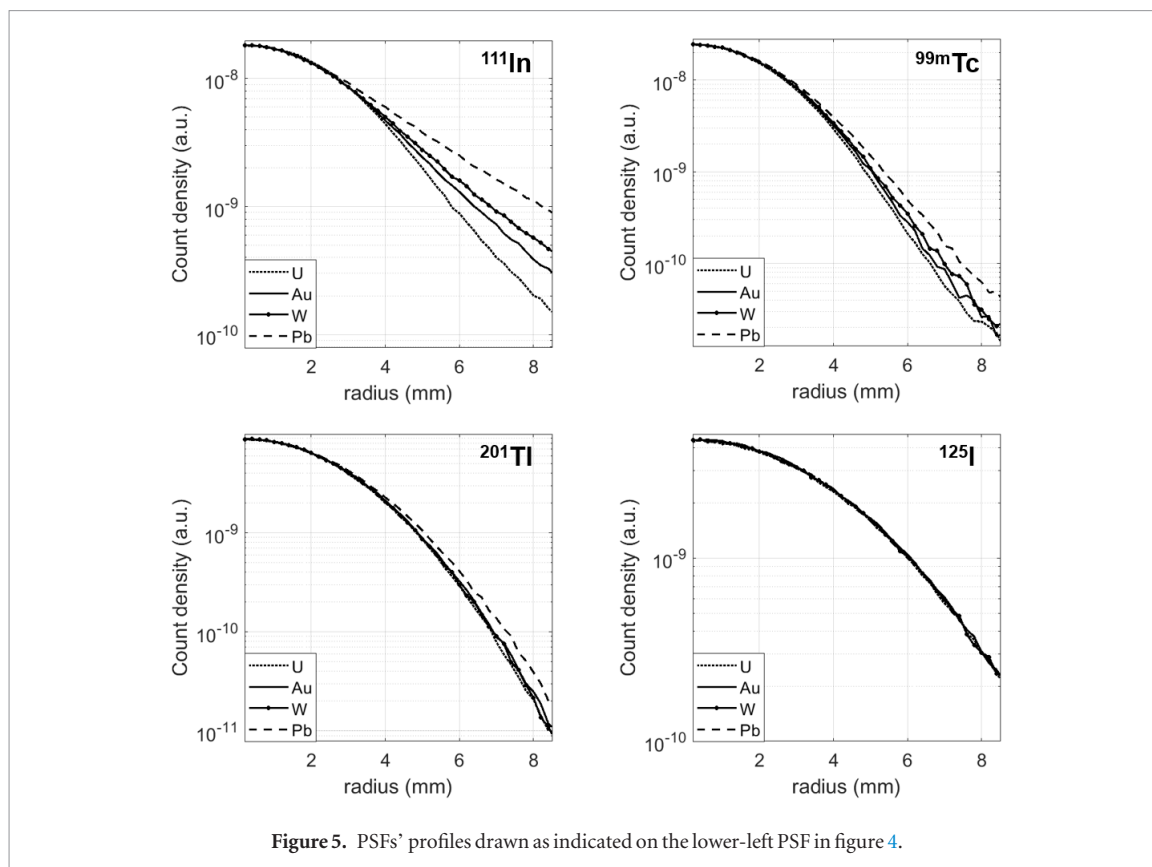 ¹¹¹In
10⁻⁸
10⁻⁹
10⁻¹⁰
Count density (a.u.)
U
Au
W
Pb
2 4 6 8
radius (mm)
⁹⁹ᵐTc
10⁻⁸
10⁻⁹
10⁻¹⁰
Count density (a.u.)
U
Au
W
Pb
2 4 6 8
radius (mm)
²⁰¹Tl
10⁻⁹
10⁻¹⁰
10⁻¹¹
Count density (a.u.)
U
Au
W
Pb
2 4 6 8
radius (mm)
¹²⁵I
10⁻⁹
10⁻¹⁰
Count density (a.u.)
U
Au
W
Pb
2 4 6 8
radius (mm)
Figure 5. PSFs’ profiles drawn as indicated on the lower-left PSF in figure 4.